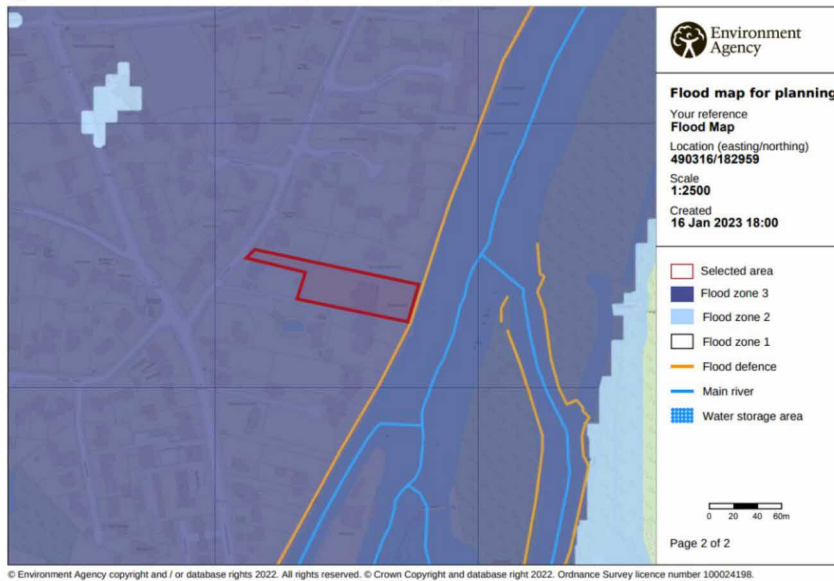 Environment
Agency
Flood map for planning
Your reference
Flood Map
Location (easting/northing)
490316/182959
Scale
1:2500
Created
16 Jan 2023 18:00
Selected area
Flood zone 3
Flood zone 2
Flood zone 1
Flood defence
Main river
Water storage area
0 20 40 60m
Page 2 of 2
© Environment Agency copyright and / or database rights 2022. All rights reserved. © Crown Copyright and database right 2022. Ordnance Survey licence number 100024198.